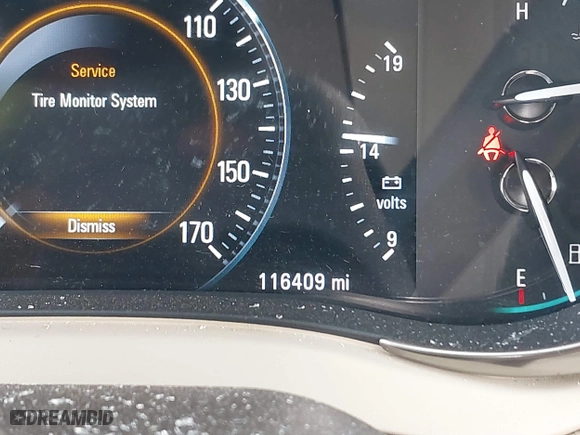 110
130
150
170
Service
Tire Monitor System
Dismiss
19
14
volts
9
116409 mi
H
E
DREAMBID